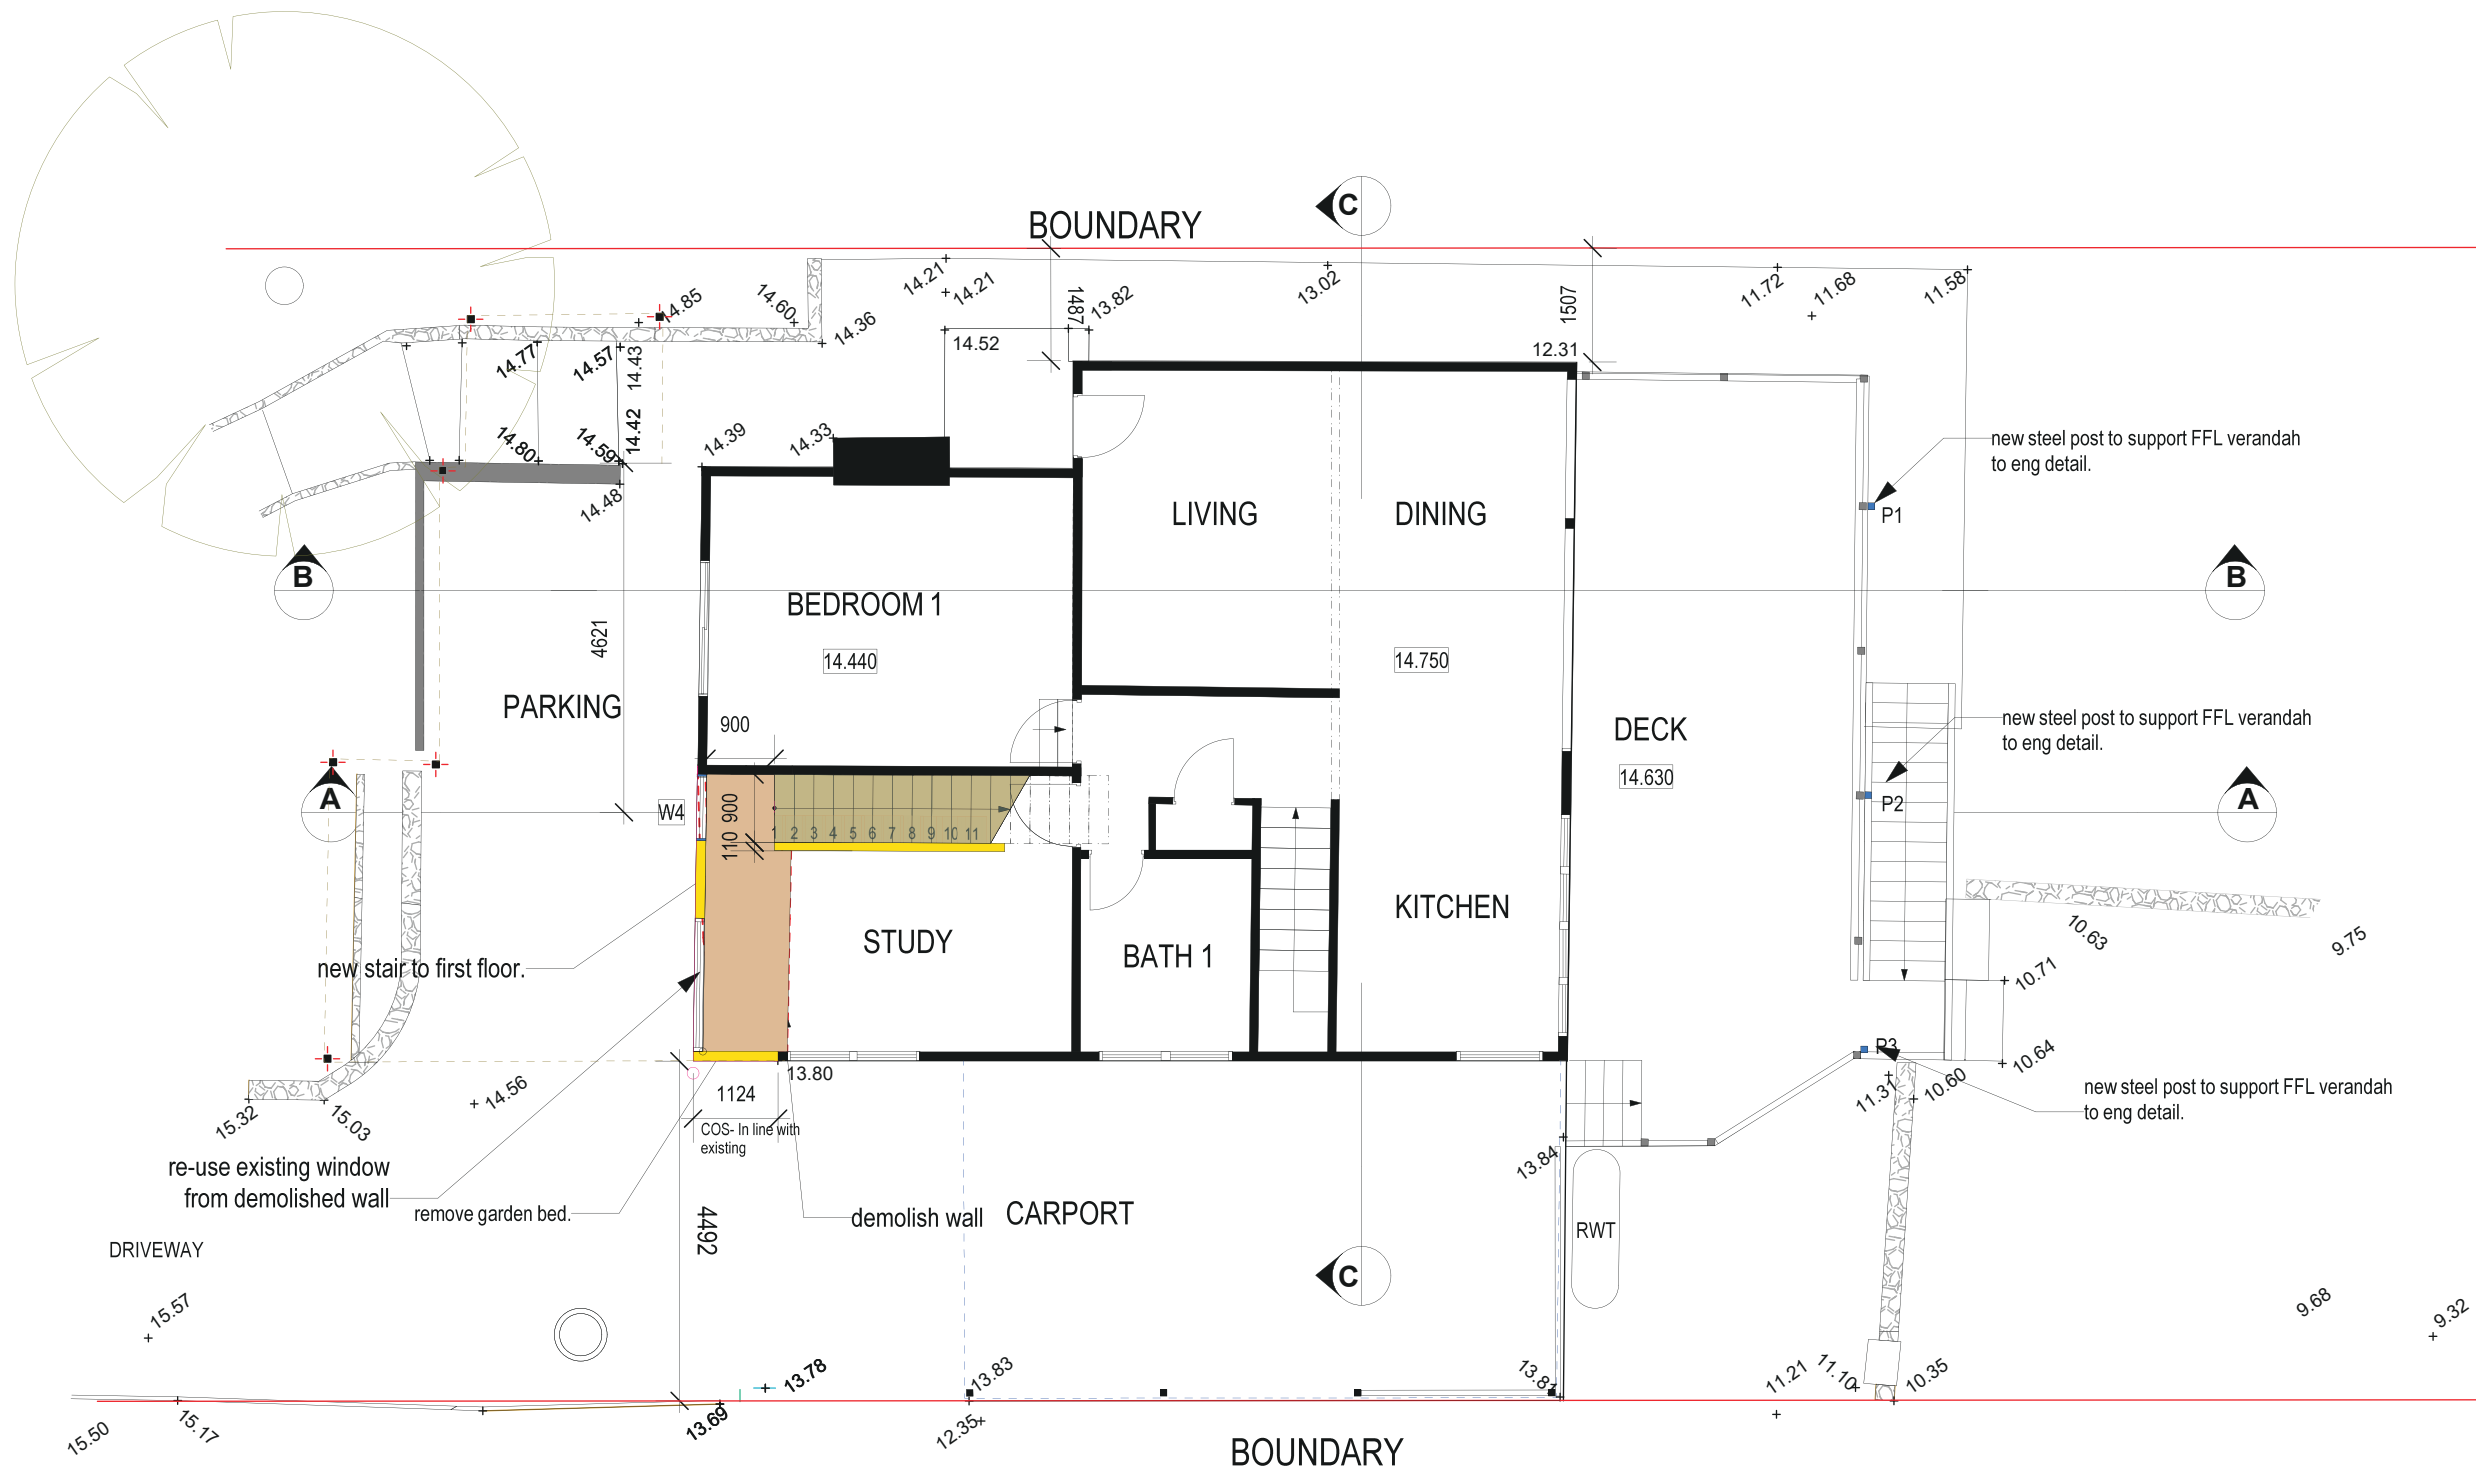 C
BOUNDARY
14.21
14.21
1487
13.82
13.02
1507
11.72
11.68
11.58
14.85
14.60
14.36
14.52
12.31
14.77
14.57
14.43
14.42
14.80
14.59
14.48
14.39
14.33
new steel post to support FFL verandah
to eng detail.
P1
LIVING
DINING
B
B
BEDROOM 1
4621
14.440
14.750
PARKING
900
DECK
14.630
new steel post to support FFL verandah
to eng detail.
P2
A
A
W4
900
110
1 2 3 4 5 6 7 8 9 10 11
KITCHEN
STUDY
BATH 1
new stair to first floor.
10.63
9.75
10.71
10.64
P3
13.80
1124
COS- In line with
existing
14.56
15.32
15.03
11.31
10.60
new steel post to support FFL verandah
to eng detail.
re-use existing window
from demolished wall
remove garden bed.
demolish wall
4492
CARPORT
13.84
RWT
DRIVEWAY
C
15.57
9.68
9.32
13.78
13.83
13.81
11.21
11.10
10.35
15.50
15.17
13.69
12.35
BOUNDARY